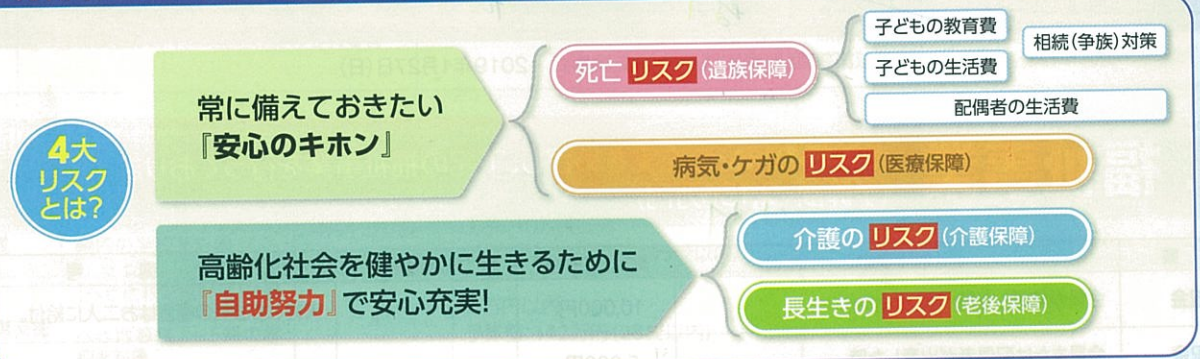 4大
リスク
とは?
常に備えておきたい
『安心のキホン』
死亡 リスク (遺族保障)
子どもの教育費
子どもの生活費
相続(争族)対策
配偶者の生活費
病気・ケガの リスク (医療保障)
高齢化社会を健やかに生きるために
『自助努力』で安心充実!
介護の リスク (介護保障)
長生きの リスク (老後保障)